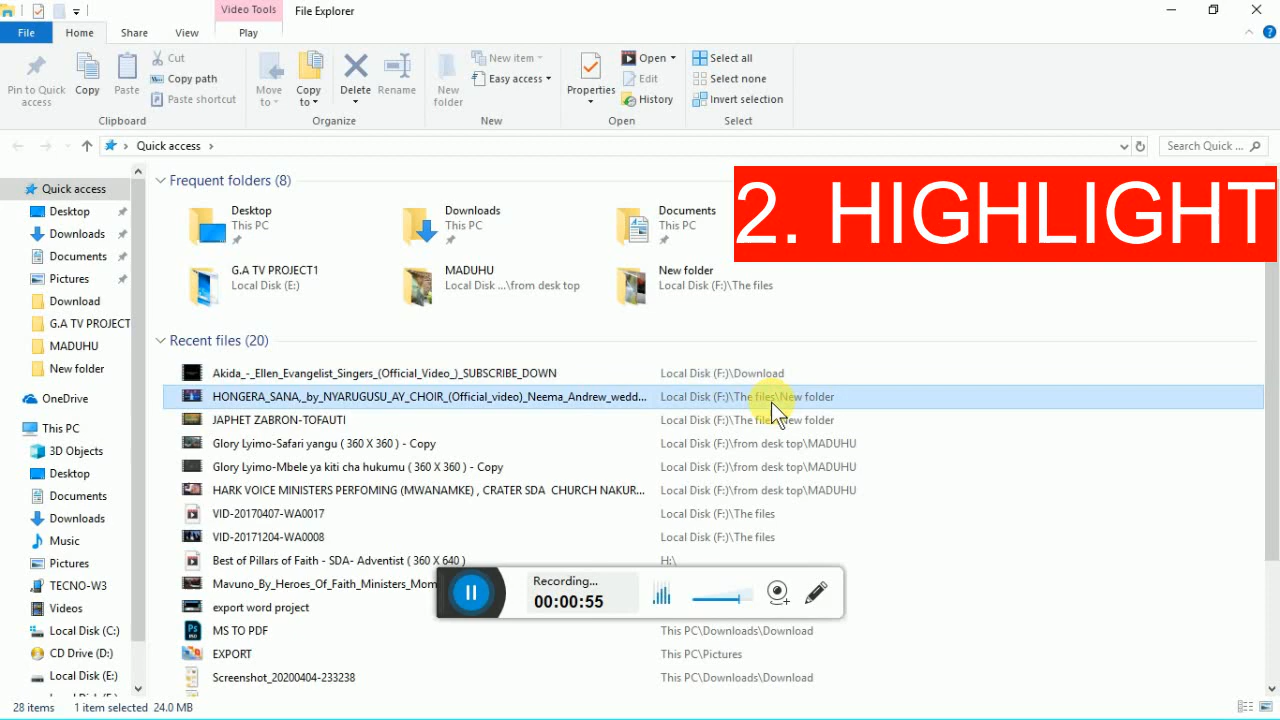 Video Tools
File Explorer
File
Home
Share
View
Play
Pin to Quick
access
Copy
Paste
Cut
Copy path
Paste shortcut
Clipboard
Move
to
Copy
to
Delete
Rename
Organize
New
folder
New item
Easy access
New
Properties
Open
Edit
History
Open
Select all
Select none
Invert selection
Select
Quick access
Search Quick ...
2. HIGHLIGHT
Quick access
Desktop
Downloads
Documents
Pictures
Download
G.A TV PROJECT
MADUHU
New folder
OneDrive
This PC
3D Objects
Desktop
Documents
Downloads
Music
Pictures
TECNO-W3
Videos
Local Disk (C:)
CD Drive (D:)
Local Disk (E:)
Frequent folders (8)
Desktop
This PC
Downloads
This PC
Documents
This PC
G.A TV PROJECT1
Local Disk (E:)
MADUHU
Local Disk ...\from desk top
New folder
Local Disk (F:)\The files
Recent files (20)
Akida_-_Ellen_Evangelist_Singers_(Official_Video_)_SUBSCRIBE_DOWN Local Disk (F:)\Download
HONGERA_SANA,_by_NYARUGUSU_AY_CHOIR_(Official_video)_Neema_Andrew_wedd... Local Disk (F:)\The files\New folder
JAPHET ZABRON-TOFAUTI Local Disk (F:)\The files\New folder
Glory Lyimo-Safari yangu ( 360 X 360 ) - Copy Local Disk (F:)\from desk top\MADUHU
Glory Lyimo-Mbele ya kiti cha hukumu ( 360 X 360 ) - Copy Local Disk (F:)\from desk top\MADUHU
HARK VOICE MINISTERS PERFOMING (MWANAMKE) , CRATER SDA CHURCH NAKUR... Local Disk (F:)\from desk top\MADUHU
VID-20170407-WA0017 Local Disk (F:)\The files
VID-20171204-WA0008 Local Disk (F:)\The files
Best of Pillars of Faith - SDA- Adventist ( 360 X 640 ) H:\
Mavuno_By_Heroes_Of_Faith_Ministers_Mom
export word project
MS TO PDF This PC\Downloads\Download
EXPORT This PC\Pictures
Screenshot_20200404-233238 This PC\Downloads\Download
Recording...
00:00:55
28 items 1 item selected 24.0 MB